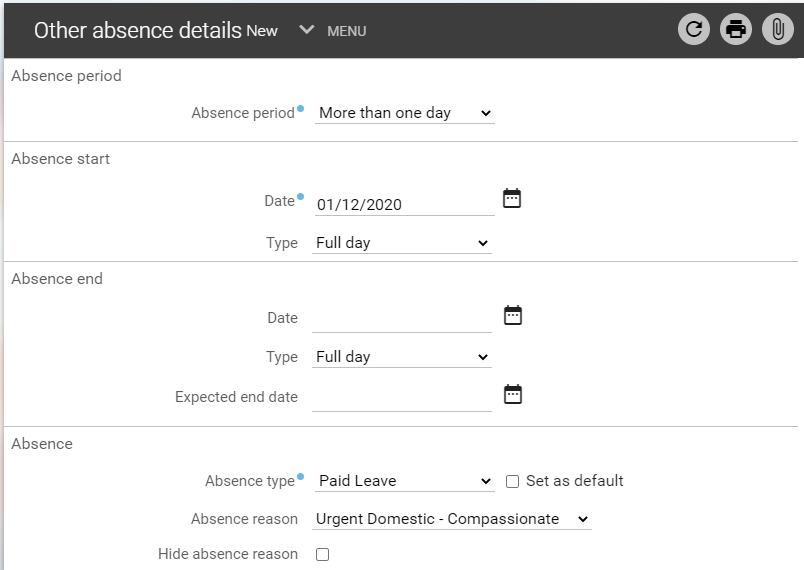 Other absence details New MENU
Absence period
Absence period More than one day
Absence start
Date 01/12/2020
Type Full day
Absence end
Date
Type Full day
Expected end date
Absence
Absence type Paid Leave Set as default
Absence reason Urgent Domestic - Compassionate
Hide absence reason